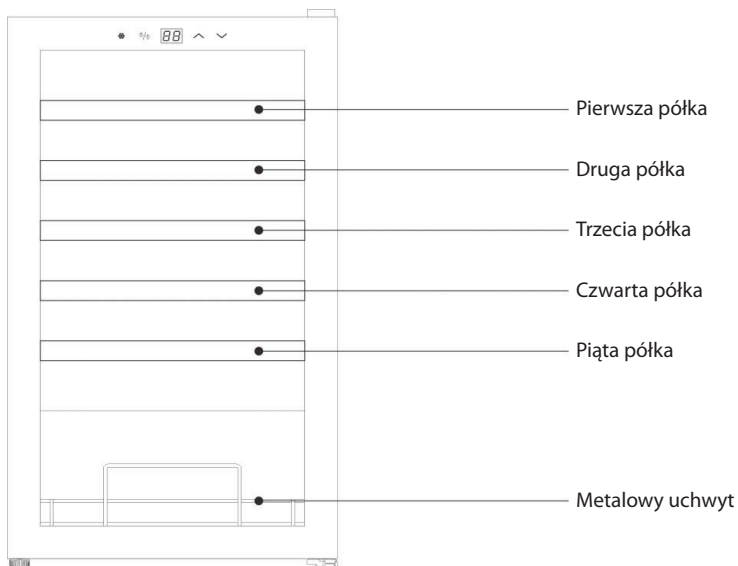 88
Pierwsza półka
Druga półka
Trzecia półka
Czwarta półka
Piąta półka
Metalowy uchwyt